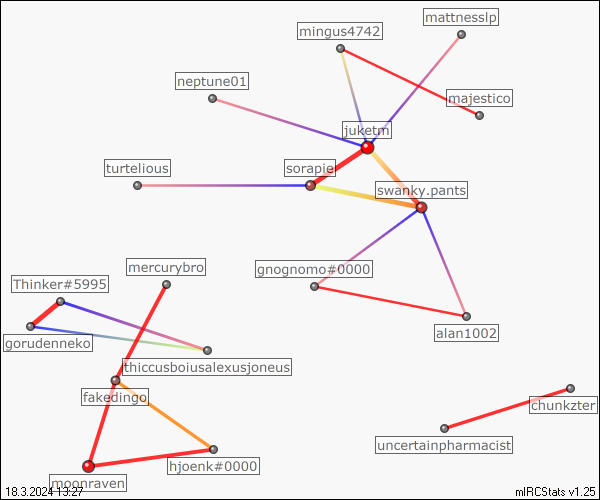 mattnesslp
mingus4742
neptune01
majestico
juketm
turtelious
sorapie
swanky.pants
mercurybro
gnognomo#0000
Thinker#5995
alan1002
gorudenneko
thiccusboiusalexusjoneus
fakedingo
chunkzter
uncertainpharmacist
hjoenk#0000
moonraven
18.3.2024 13:27
mIRCStats v1.25